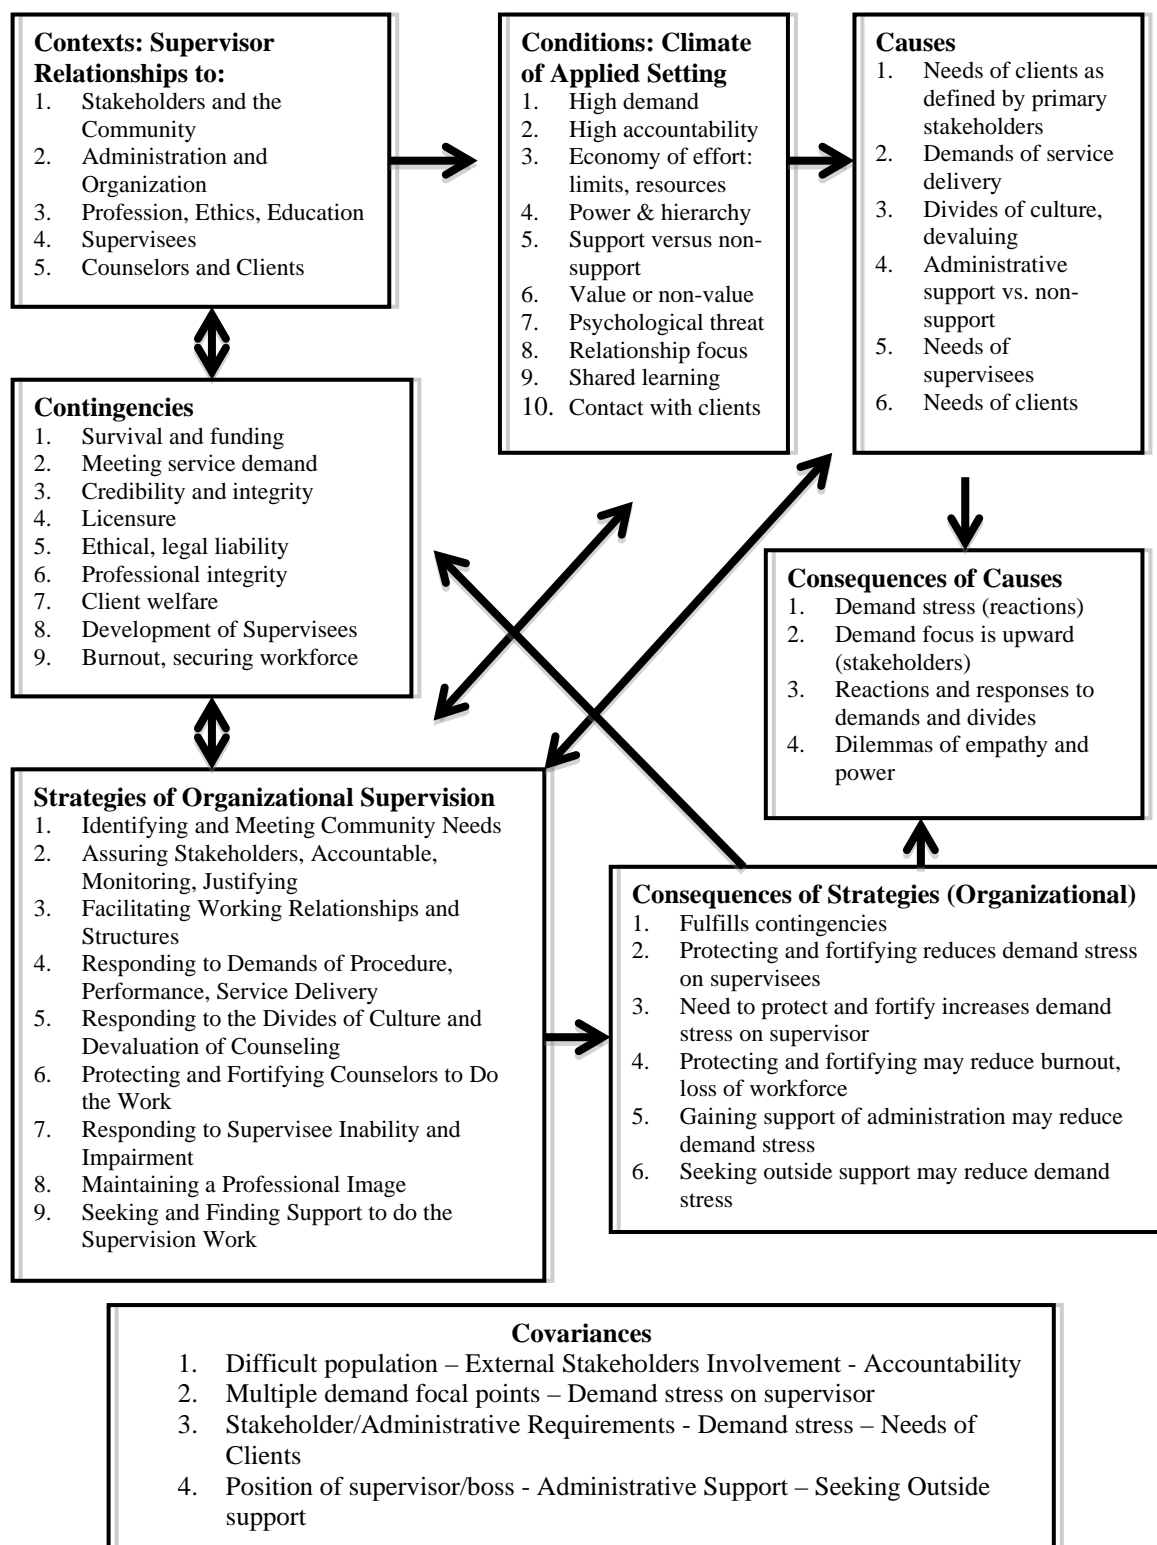 Contexts: Supervisor
Relationships to:
1. Stakeholders and the
Community
2. Administration and
Organization
3. Profession, Ethics, Education
4. Supervisees
5. Counselors and Clients
Conditions: Climate
of Applied Setting
1. High demand
2. High accountability
3. Economy of effort:
limits, resources
4. Power & hierarchy
5. Support versus non-
support
6. Value or non-value
7. Psychological threat
8. Relationship focus
9. Shared learning
10. Contact with clients
Causes
1. Needs of clients as
defined by primary
stakeholders
2. Demands of service
delivery
3. Divides of culture,
devaluing
4. Administrative
support vs. non-
support
5. Needs of
supervisees
6. Needs of clients
Contingencies
1. Survival and funding
2. Meeting service demand
3. Credibility and integrity
4. Licensure
5. Ethical, legal liability
6. Professional integrity
7. Client welfare
8. Development of Supervisees
9. Burnout, securing workforce
Consequences of Causes
1. Demand stress (reactions)
2. Demand focus is upward
(stakeholders)
3. Reactions and responses to
demands and divides
4. Dilemmas of empathy and
power
Strategies of Organizational Supervision
1. Identifying and Meeting Community Needs
2. Assuring Stakeholders, Accountable,
Monitoring, Justifying
3. Facilitating Working Relationships and
Structures
4. Responding to Demands of Procedure,
Performance, Service Delivery
5. Responding to the Divides of Culture and
Devaluation of Counseling
6. Protecting and Fortifying Counselors to Do
the Work
7. Responding to Supervisee Inability and
Impairment
8. Maintaining a Professional Image
9. Seeking and Finding Support to do the
Supervision Work
Consequences of Strategies (Organizational)
1. Fulfills contingencies
2. Protecting and fortifying reduces demand stress
on supervisees
3. Need to protect and fortify increases demand
stress on supervisor
4. Protecting and fortifying may reduce burnout,
loss of workforce
5. Gaining support of administration may reduce
demand stress
6. Seeking outside support may reduce demand
stress
Covariances
1. Difficult population – External Stakeholders Involvement - Accountability
2. Multiple demand focal points – Demand stress on supervisor
3. Stakeholder/Administrative Requirements - Demand stress – Needs of
Clients
4. Position of supervisor/boss - Administrative Support – Seeking Outside
support